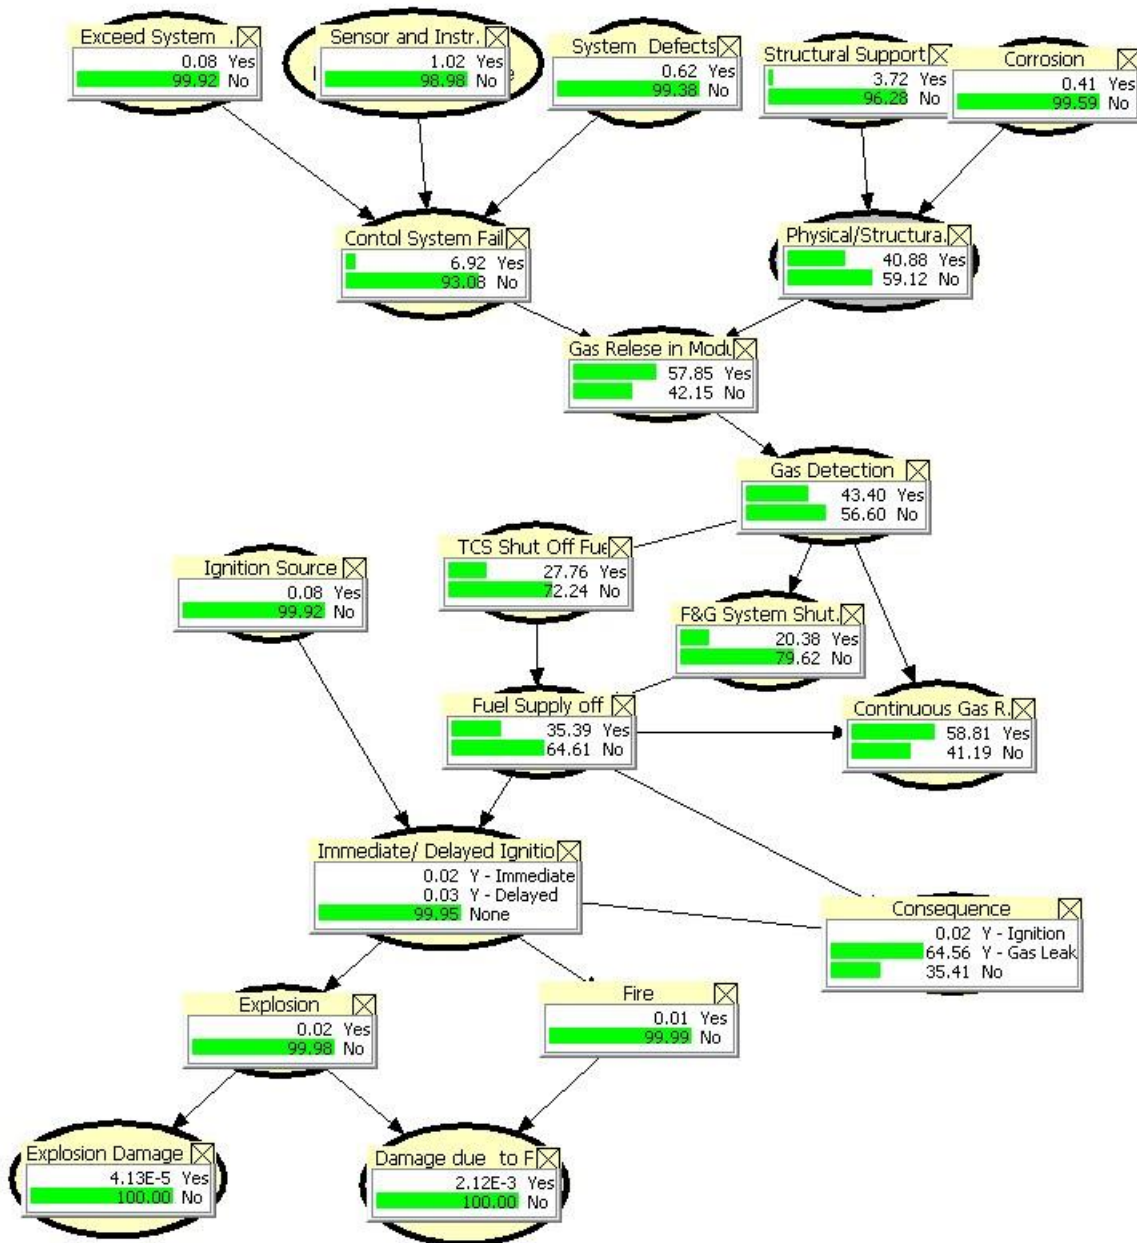 Exceed System .
0.08 Yes
99.92 No
Sensor and Instr.
1.02 Yes
98.98 No
System Defects
0.62 Yes
99.38 No
Structural Support
3.72 Yes
96.28 No
Corrosion
0.41 Yes
99.59 No
Contol System Fail
6.92 Yes
93.08 No
Physical/Structura.
40.88 Yes
59.12 No
Gas Relese in Modu
57.85 Yes
42.15 No
Gas Detection
43.40 Yes
56.60 No
TCS Shut Off Fue
27.76 Yes
72.24 No
Ignition Source
0.08 Yes
99.92 No
F&G System Shut.
20.38 Yes
79.62 No
Fuel Supply off
35.39 Yes
64.61 No
Continuous Gas R.
58.81 Yes
41.19 No
Immediate/ Delayed Ignitio
0.02 Y - Immediate
0.03 Y - Delayed
99.95 None
Consequence
0.02 Y - Ignition
64.56 Y - Gas Leak
35.41 No
Explosion
0.02 Yes
99.98 No
Fire
0.01 Yes
99.99 No
Explosion Damage
4.13E-5 Yes
100.00 No
Damage due to F
2.12E-3 Yes
100.00 No